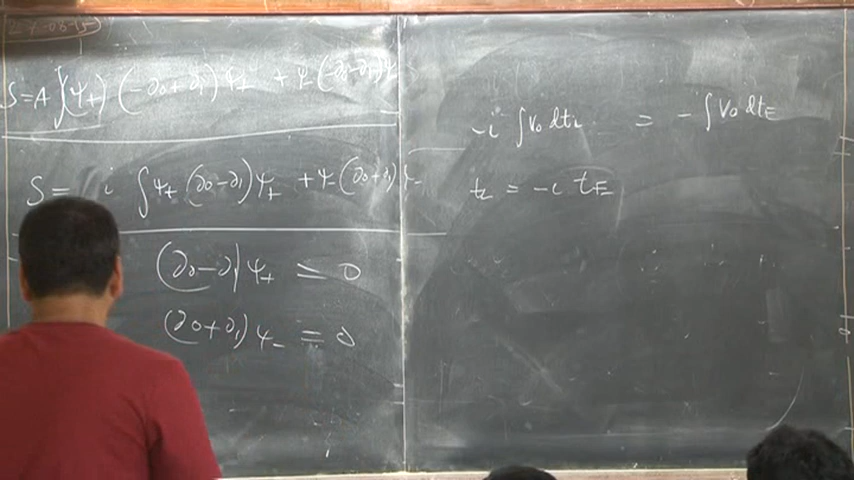 S = A ∫(ψ₊) (-∂₀+∂₁) ψ₊ + ψ₋(-∂₀-∂₁)ψ₋
S = i ∫ ψ₊ (∂₀-∂₁) ψ₊ + ψ₋(∂₀+∂₁)ψ₋
(∂₀-∂₁) ψ₊ = 0
(∂₀+∂₁) ψ₋ = 0
-i ∫ V₀ dt_L = - ∫ V₀ dt_E
t_L = -i t_E